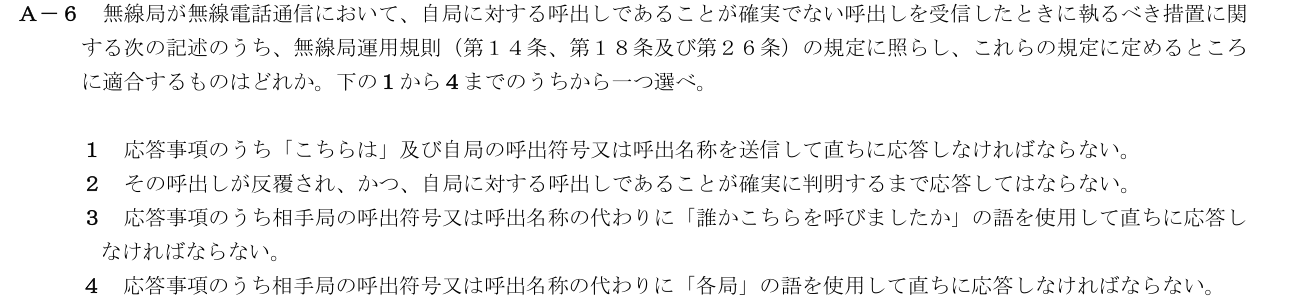 A－6　無線局が無線電話通信において、自局に対する呼出しであることが確実でない呼出しを受信したときに執るべき措置に関
する次の記述のうち、無線局運用規則（第１４条、第１８条及び第２６条）の規定に照らし、これらの規定に定めるところ
に適合するものはどれか。下の1から4までのうちから一つ選べ。
1　応答事項のうち「こちらは」及び自局の呼出符号又は呼出名称を送信して直ちに応答しなければならない。
2　その呼出しが反覆され、かつ、自局に対する呼出しであることが確実に判明するまで応答してはならない。
3　応答事項のうち相手局の呼出符号又は呼出名称の代わりに「誰かこちらを呼びましたか」の語を使用して直ちに応答し
なければならない。
4　応答事項のうち相手局の呼出符号又は呼出名称の代わりに「各局」の語を使用して直ちに応答しなければならない。